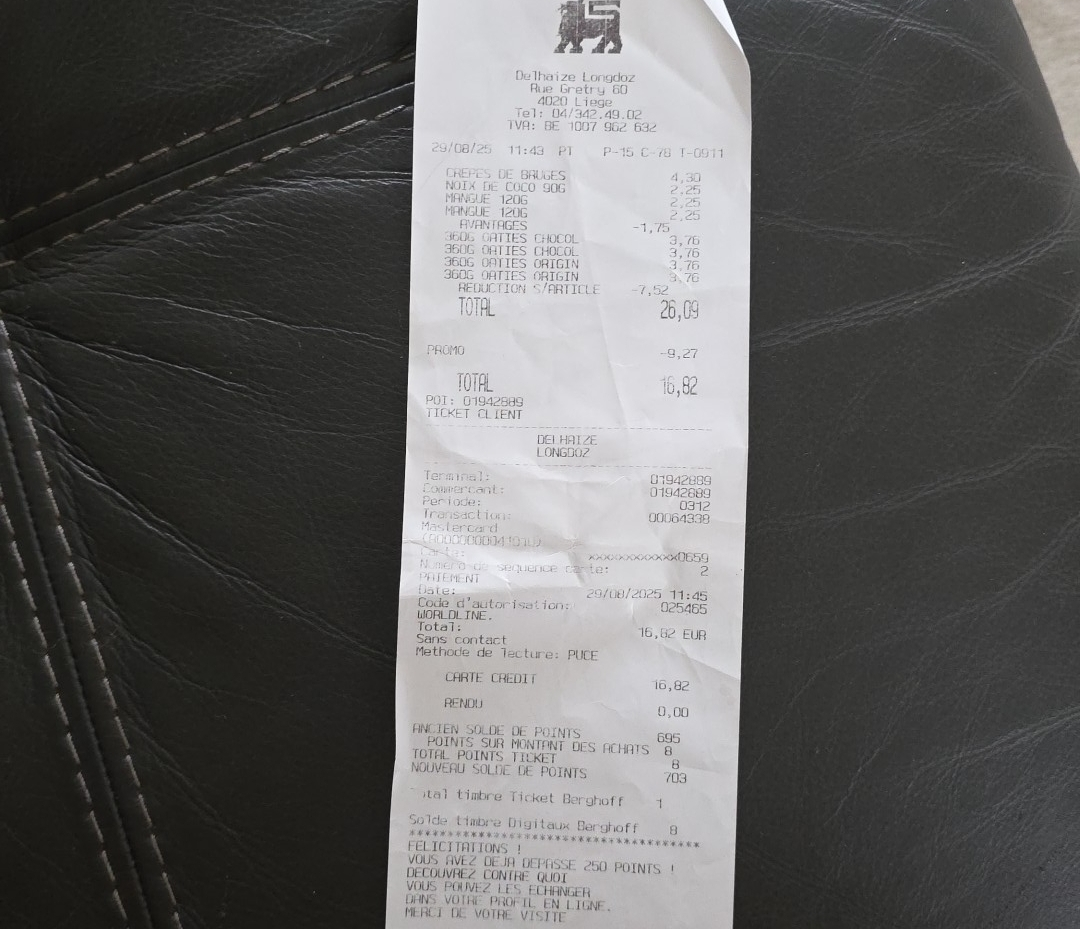 Delhaize Longdoz
Rue Gretry 60
4020 Liege
Tel: 04/342.49.02
TVA: BE 1007 962 632
29/08/25 11:43 PT P-15 C-78 T-0911
CREPES DE BRUGES 4,30
NOIX DE COCO 90G 2,25
MANGUE 120G 2,25
MANGUE 120G 2,25
AVANTAGES -1,75
360G OATIES CHOCOL 3,76
360G OATIES CHOCOL 3,76
360G OATIES ORIGIN 3,76
360G OATIES ORIGIN 3,76
REDUCTION S/ARTICLE -7,52
TOTAL 26,09
PROMO -9,27
TOTAL 16,82
POI: 01942889
TICKET CLIENT
DELHAIZE
LONGDOZ
Terminal: 01942889
Commercant: 01942889
Periode: 0312
Transaction: 00064338
Mastercard
Carte: xxxxxxxxxxxx0659
Numero de sequence carte: 2
PAIEMENT
Date: 29/08/2025 11:45
Code d'autorisation: 025465
WORLDLINE.
Total: 16,82 EUR
Sans contact
Methode de lecture: PUCE
CARTE CREDIT 16,82
RENDU 0,00
ANCIEN SOLDE DE POINTS 695
POINTS SUR MONTANT DES ACHATS 8
TOTAL POINTS TICKET 8
NOUVEAU SOLDE DE POINTS 703
Total timbre Ticket Berghoff 1
Solde timbre Digitaux Berghoff 8
************************************
FELICITATIONS !
VOUS AVEZ DEJA DEPASSE 250 POINTS !
DECOUVREZ CONTRE QUOI
VOUS POUVEZ LES ECHANGER
DANS VOTRE PROFIL EN LIGNE.
MERCI DE VOTRE VISITE